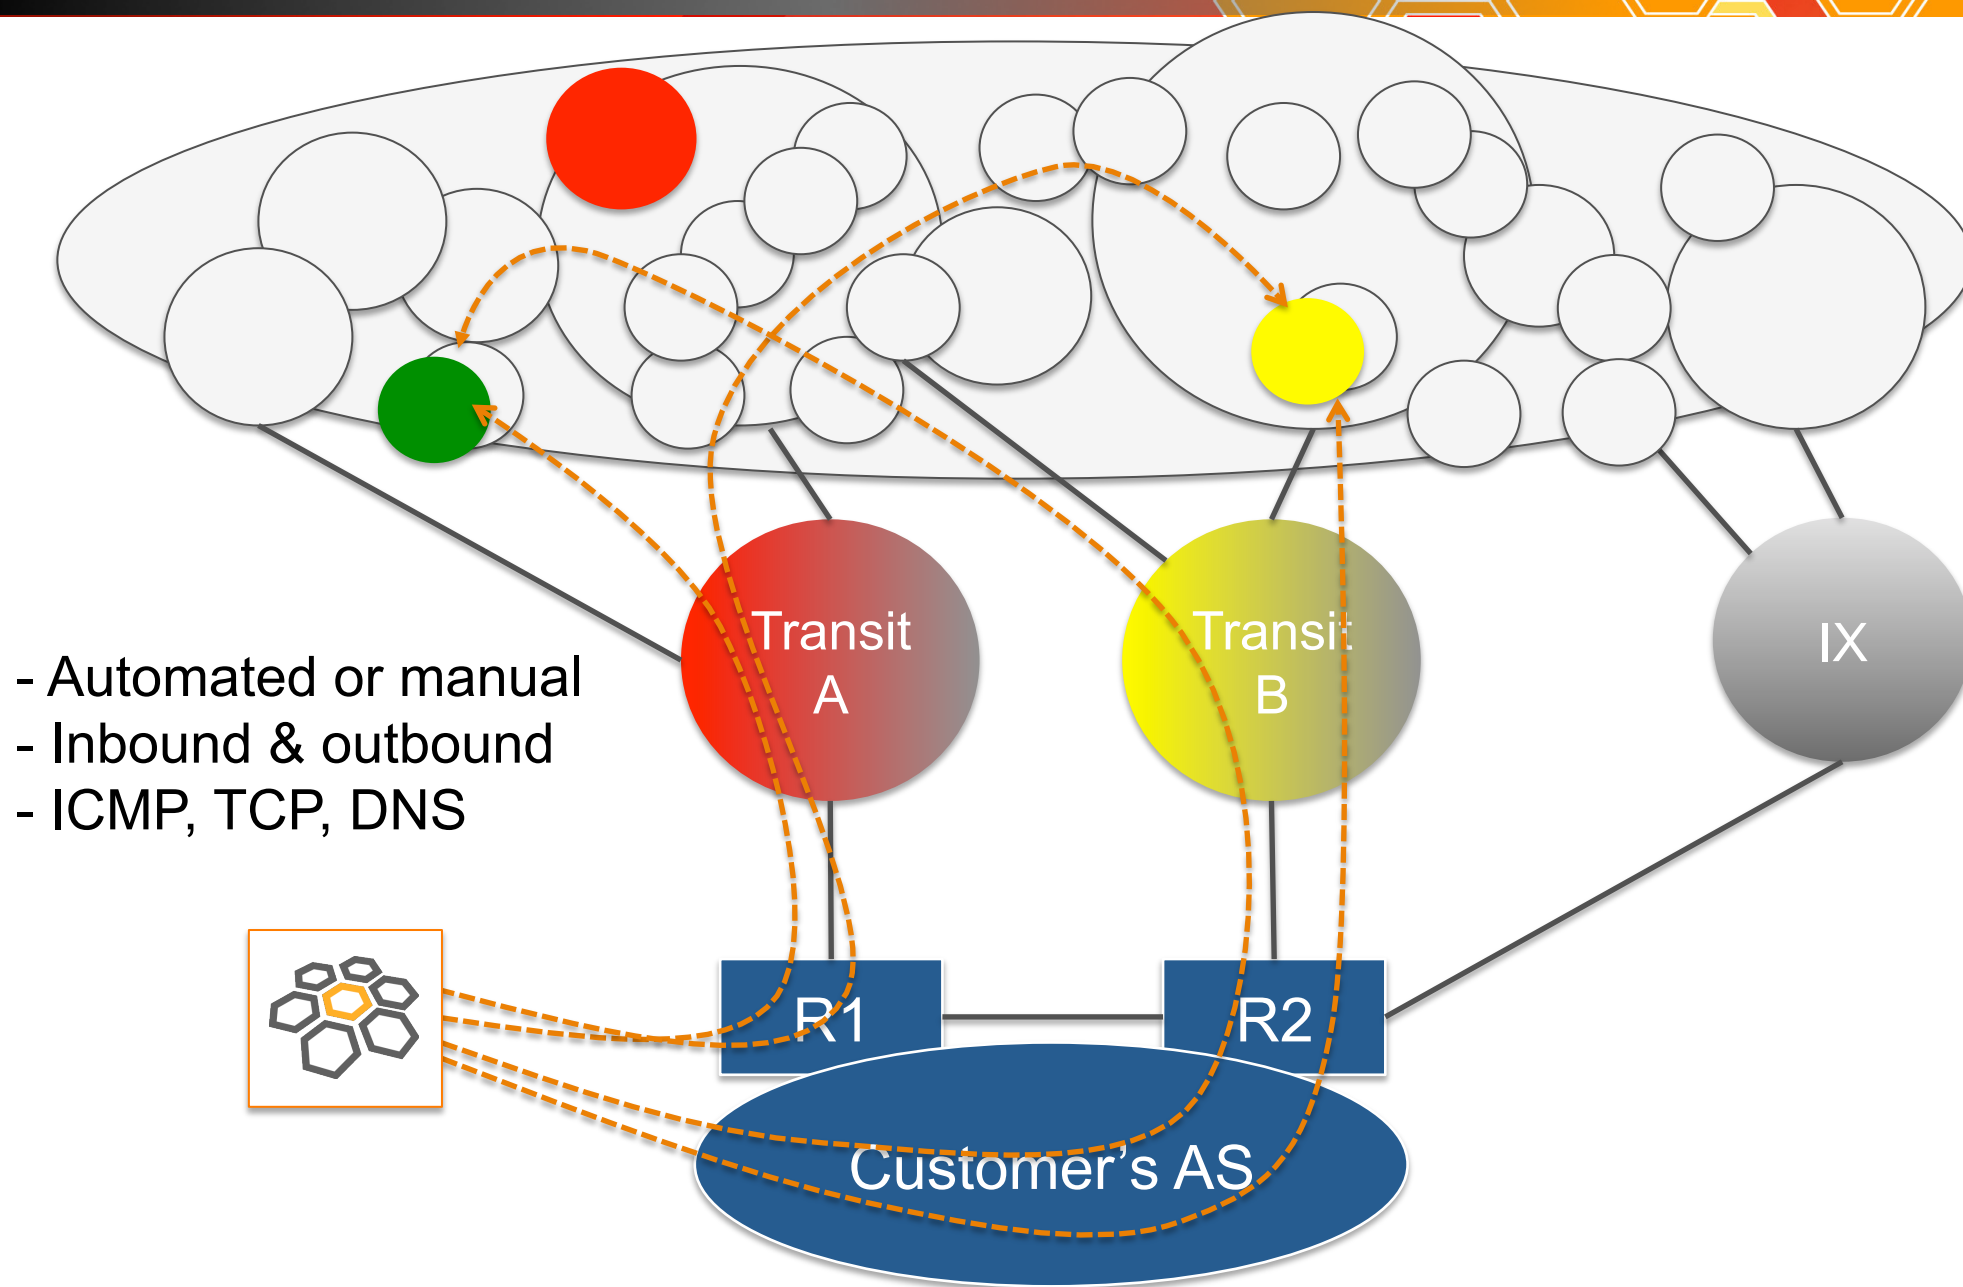 Transit
A
Transit
B
IX
- Automated or manual
- Inbound & outbound
- ICMP, TCP, DNS
R1
R2
Customer’s AS